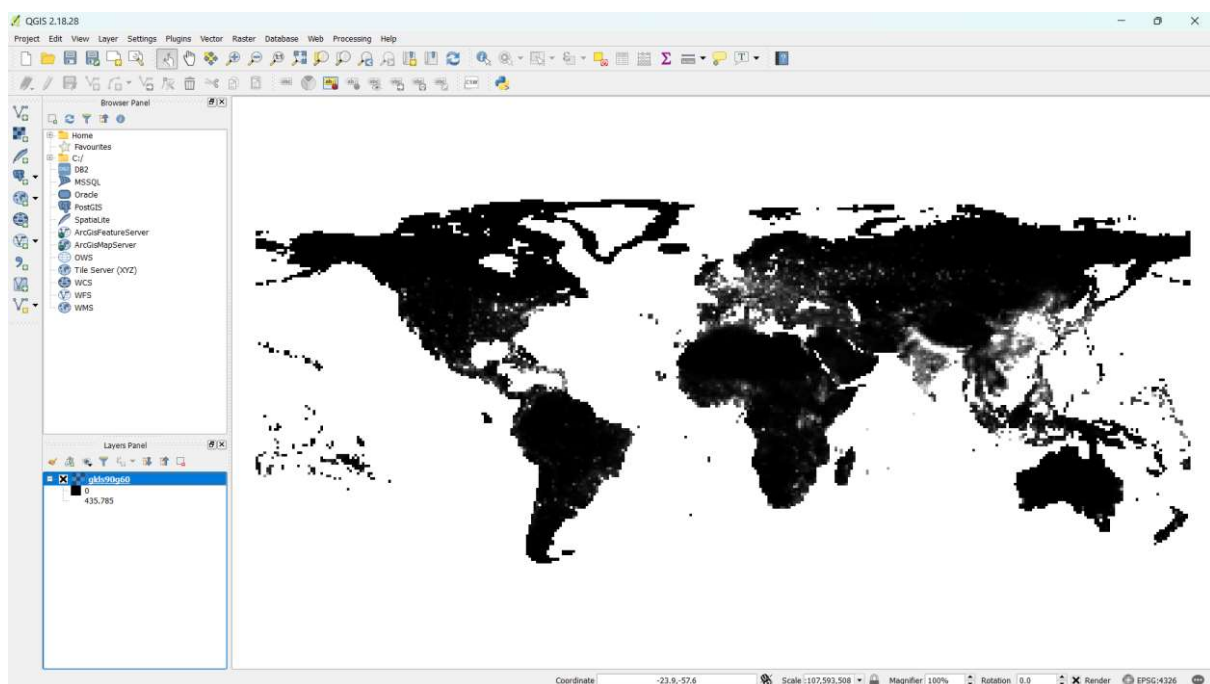 QGIS 2.18.28
Project Edit View Layer Settings Plugins Vector Raster Database Web Processing Help
CSW
Browser Panel
Home
Favourites
C:/
DB2
MSSQL
Oracle
PostGIS
SpatiaLite
ArcGisFeatureServer
ArcGisMapServer
OWS
Tile Server (XYZ)
WCS
WFS
WMS
Layers Panel
glds90g60
0
435.785
Coordinate -23.9,-57.6 Scale 107,593,508 Magnifier 100% Rotation 0.0 Render EPSG:4326